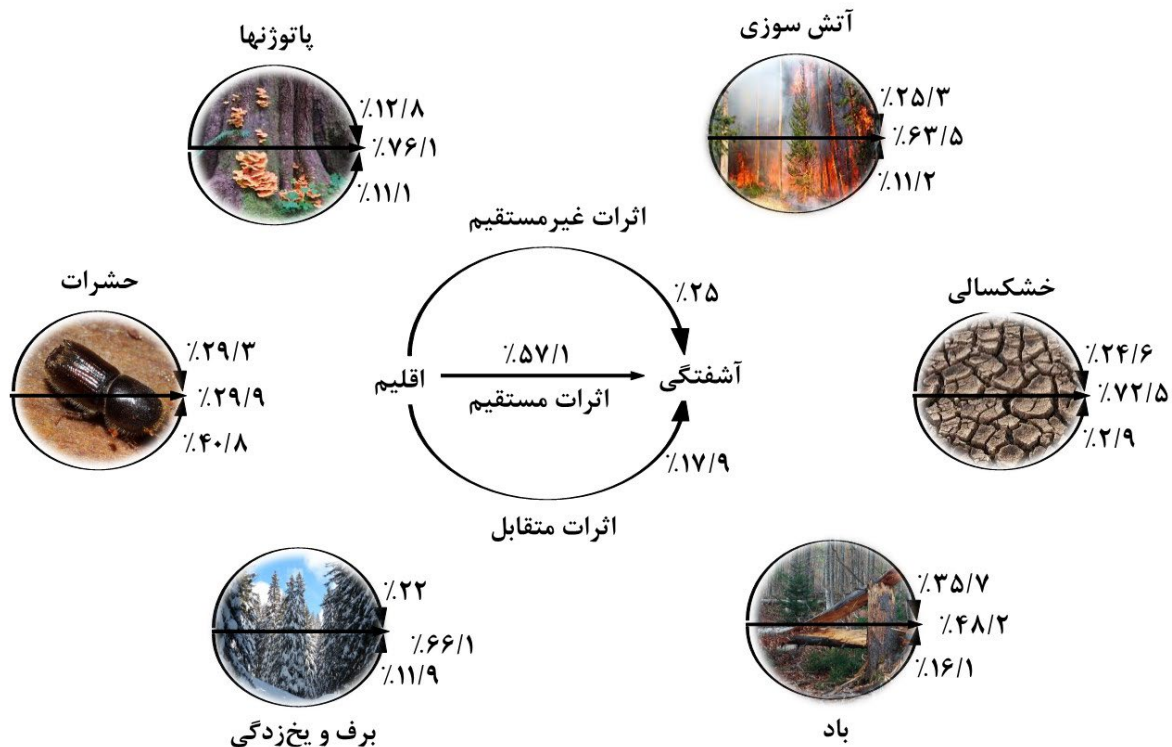 آتش سوزی
٪۲۵/۳
٪۶۳/۵
٪۱۱/۲
پاتوژنها
٪۱۲/۸
٪۷۶/۱
٪۱۱/۱
اثرات غیرمستقیم
٪۲۵
خشکسالی
٪۲۴/۶
٪۷۲/۵
٪۲/۹
حشرات
٪۲۹/۳
٪۲۹/۹
٪۴۰/۸
٪۵۷/۱
اقلیم
آشفتگی
اثرات مستقیم
٪۱۷/۹
اثرات متقابل
٪۳۵/۷
٪۴۸/۲
٪۱۶/۱
باد
٪۲۲
٪۶۶/۱
٪۱۱/۹
برف و یخ‌زدگی